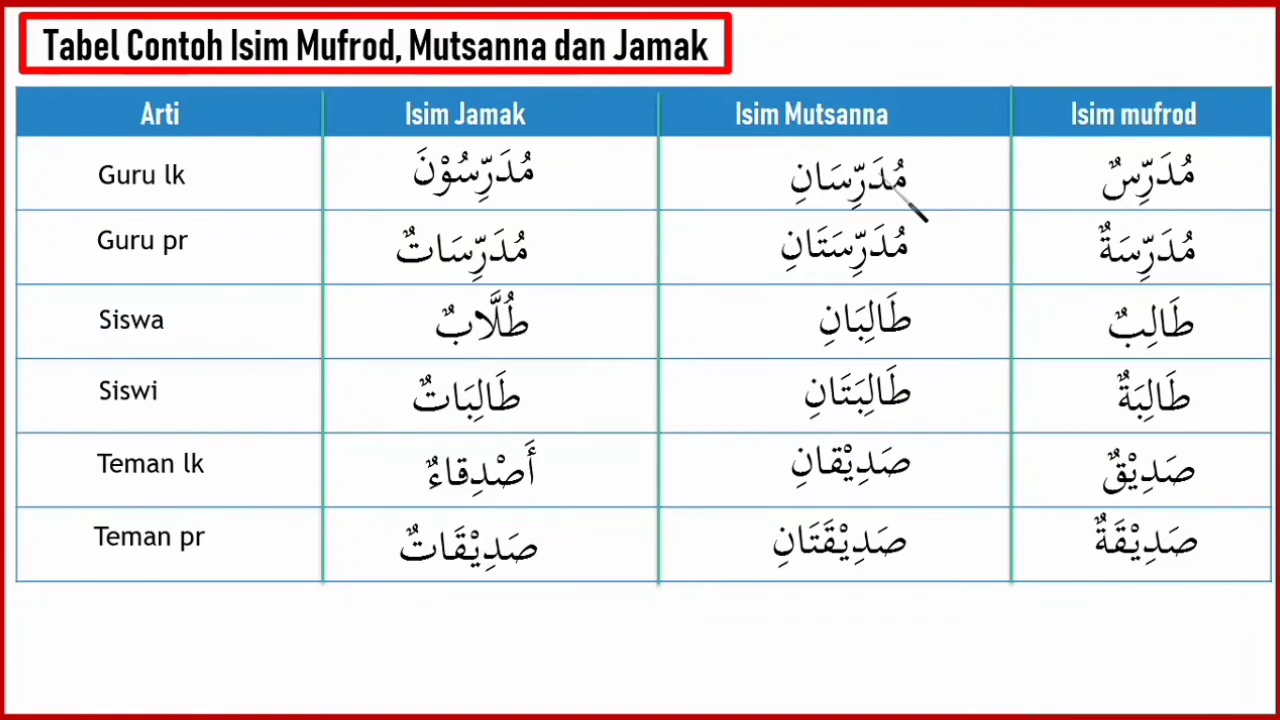 Tabel Contoh Isim Mufrod, Mutsanna dan Jamak
Arti Isim Jamak Isim Mutsanna Isim mufrod
Guru lk مُدَرِّسُوْنَ مُدَرِّسَانِ مُدَرِّسٌ
Guru pr مُدَرِّسَاتٌ مُدَرِّسَتَانِ مُدَرِّسَةٌ
Siswa طُلَّابٌ طَالِبَانِ طَالِبٌ
Siswi طَالِبَاتٌ طَالِبَتَانِ طَالِبَةٌ
Teman lk أَصْدِقاءٌ صَدِيْقانِ صَدِيْقٌ
Teman pr صَدِيْقَاتٌ صَدِيْقَتَانِ صَدِيْقَةٌ